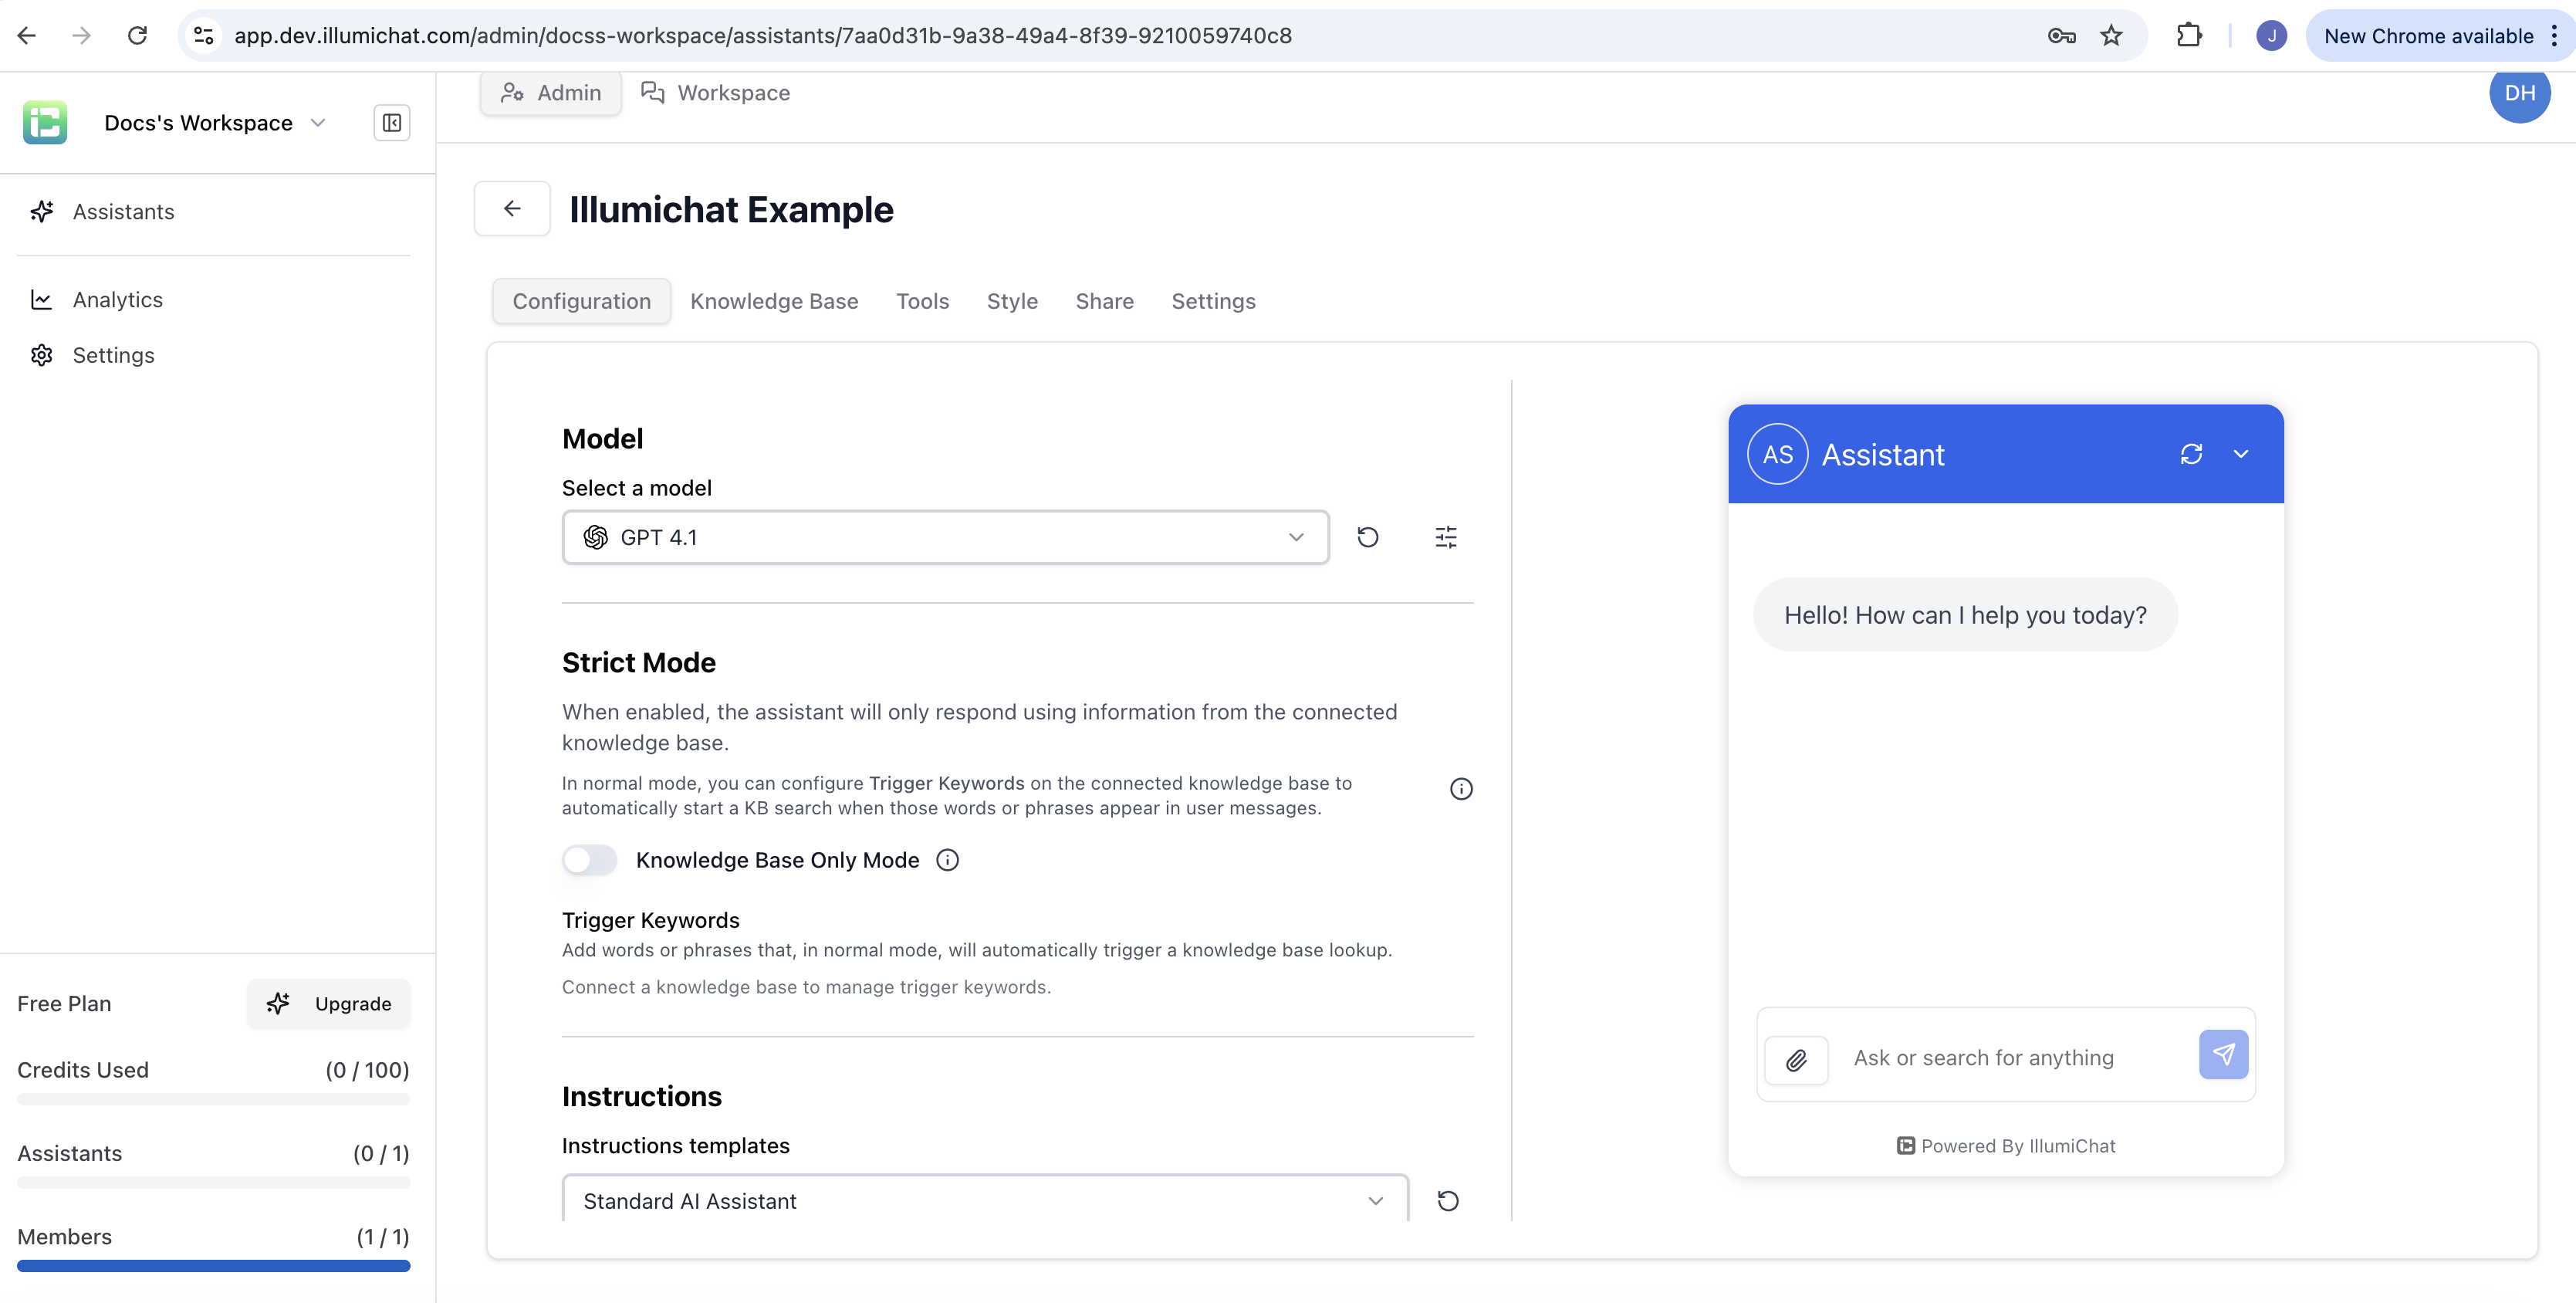 app.dev.illumichat.com/admin/docss-workspace/assistants/7aa0d31b-9a38-49a4-8f39-9210059740c8
J
New Chrome available
Docs's Workspace
Admin
Workspace
DH
Assistants
Analytics
Settings
Free Plan
Upgrade
Credits Used (0 / 100)
Assistants (0 / 1)
Members (1 / 1)
Illumichat Example
Configuration
Knowledge Base
Tools
Style
Share
Settings
Model
Select a model
GPT 4.1
Strict Mode
When enabled, the assistant will only respond using information from the connected
knowledge base.
In normal mode, you can configure Trigger Keywords on the connected knowledge base to
automatically start a KB search when those words or phrases appear in user messages.
Knowledge Base Only Mode
Trigger Keywords
Add words or phrases that, in normal mode, will automatically trigger a knowledge base lookup.
Connect a knowledge base to manage trigger keywords.
Instructions
Instructions templates
Standard AI Assistant
AS
Assistant
Hello! How can I help you today?
Ask or search for anything
Powered By IllumiChat